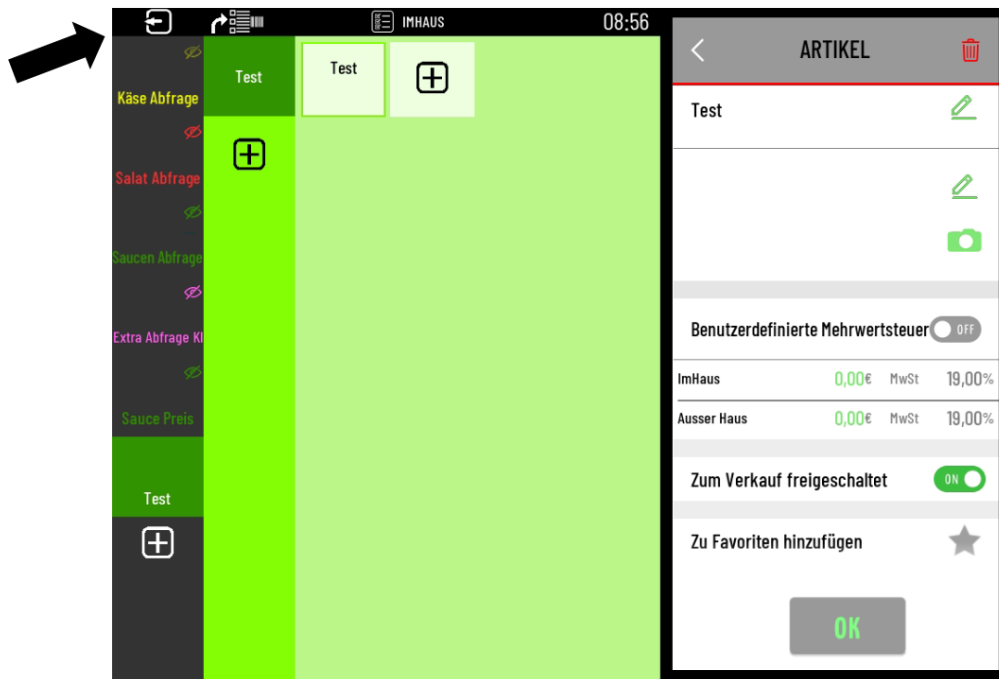 IMHAUS
08:56
Käse Abfrage
Salat Abfrage
Saucen Abfrage
Extra Abfrage Kl
Sauce Preis
Test
Test
Test
ARTIKEL
Test
Benutzerdefinierte Mehrwertsteuer OFF
ImHaus 0,00€ MwSt 19,00%
Ausser Haus 0,00€ MwSt 19,00%
Zum Verkauf freigeschaltet ON
Zu Favoriten hinzufügen
OK